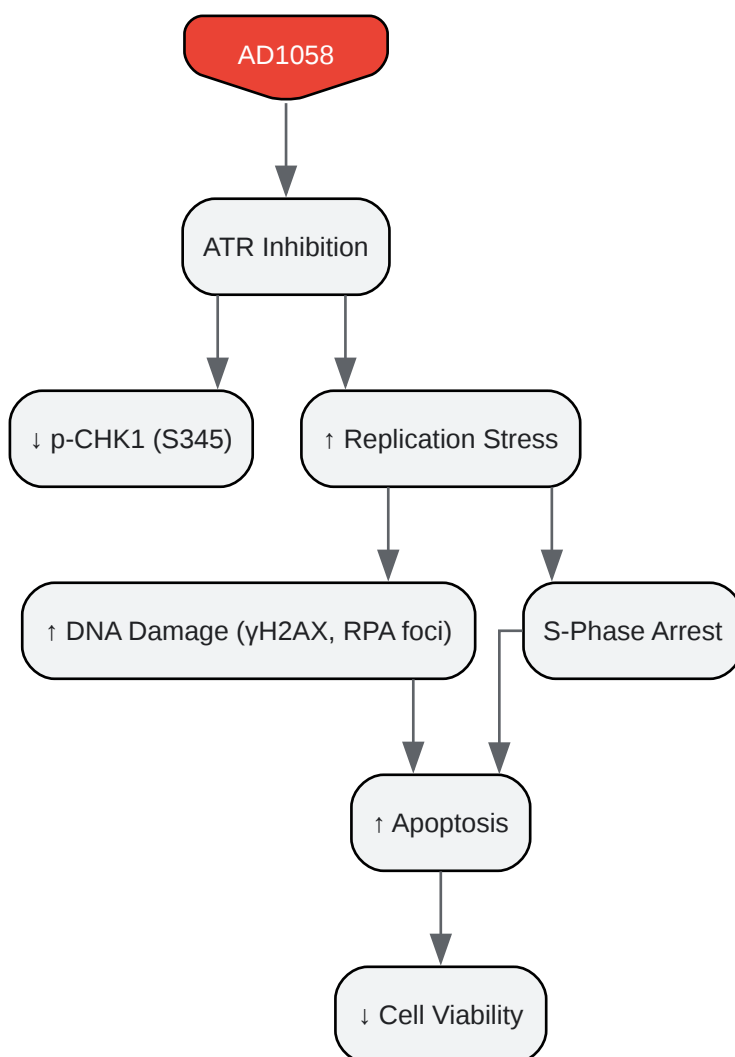 AD1058
ATR Inhibition
↓ p-CHK1 (S345)
↑ Replication Stress
↑ DNA Damage (γH2AX, RPA foci)
S-Phase Arrest
↑ Apoptosis
↓ Cell Viability